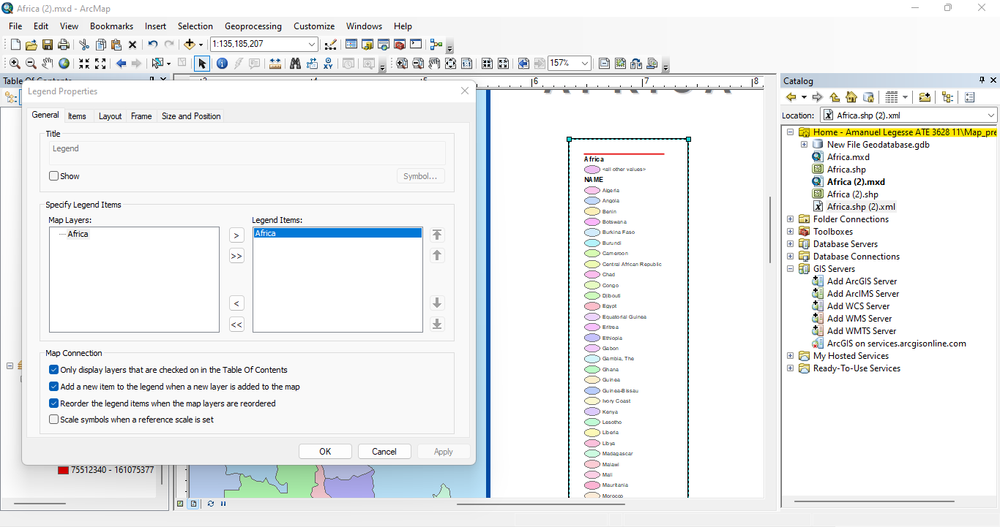 Africa (2).mxd - ArcMap
File Edit View Bookmarks Insert Selection Geoprocessing Customize Windows Help
1:135,185,207
1:1
XY
157%
5 6 7 8
Legend Properties
General Items Layout Frame Size and Position
Title
Legend
Show
Symbol...
Specify Legend Items
Map Layers:
Legend Items:
Africa
Africa
>
>>
<
<<
Map Connection
Only display layers that are checked on in the Table Of Contents
Add a new item to the legend when a new layer is added to the map
Reorder the legend items when the map layers are reordered
Scale symbols when a reference scale is set
OK Cancel Apply
75512340 - 161075377
Africa
<all other values>
NAME
Algeria
Angola
Benin
Botswana
Burkina Faso
Burundi
Cameroon
Central African Republic
Chad
Congo
Djibouti
Egypt
Equatorial Guinea
Eritrea
Ethiopia
Gabon
Gambia, The
Ghana
Guinea
Guinea-Bissau
Ivory Coast
Kenya
Lesotho
Liberia
Libya
Madagascar
Malawi
Mali
Mauritania
Morocco
Catalog
Location: Africa.shp (2).xml
Home - Amanuel Legesse ATE 3628 11\Map_pre
New File Geodatabase.gdb
Africa.mxd
Africa.shp
Africa (2).mxd
Africa (2).shp
Africa.shp (2).xml
Folder Connections
Toolboxes
Database Servers
Database Connections
GIS Servers
Add ArcGIS Server
Add ArcIMS Server
Add WCS Server
Add WMS Server
Add WMTS Server
ArcGIS on services.arcgisonline.com
My Hosted Services
Ready-To-Use Services